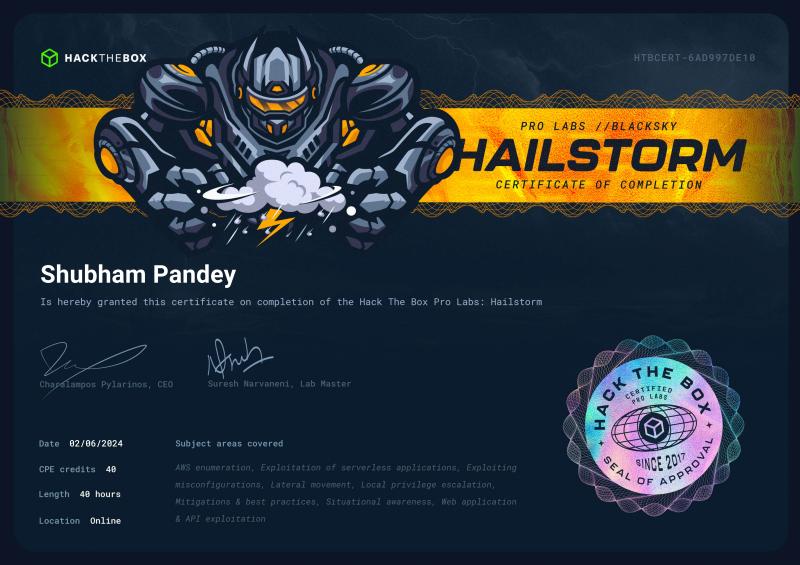 HACKTHEBOX
HTBCERT-6AD997DE10
PRO LABS //BLACKSKY
HAILSTORM
CERTIFICATE OF COMPLETION
Shubham Pandey
Is hereby granted this certificate on completion of the Hack The Box Pro Labs: Hailstorm
Charalampos Pylarinos, CEO
Suresh Narvaneni, Lab Master
Date 02/06/2024
CPE credits 40
Length 40 hours
Location Online
Subject areas covered
AWS enumeration, Exploitation of serverless applications, Exploiting
misconfigurations, Lateral movement, Local privilege escalation,
Mitigations & best practices, Situational awareness, Web application
& API exploitation
HACK THE BOX
CERTIFIED
PRO LABS
SINCE 2017
SEAL OF APPROVAL